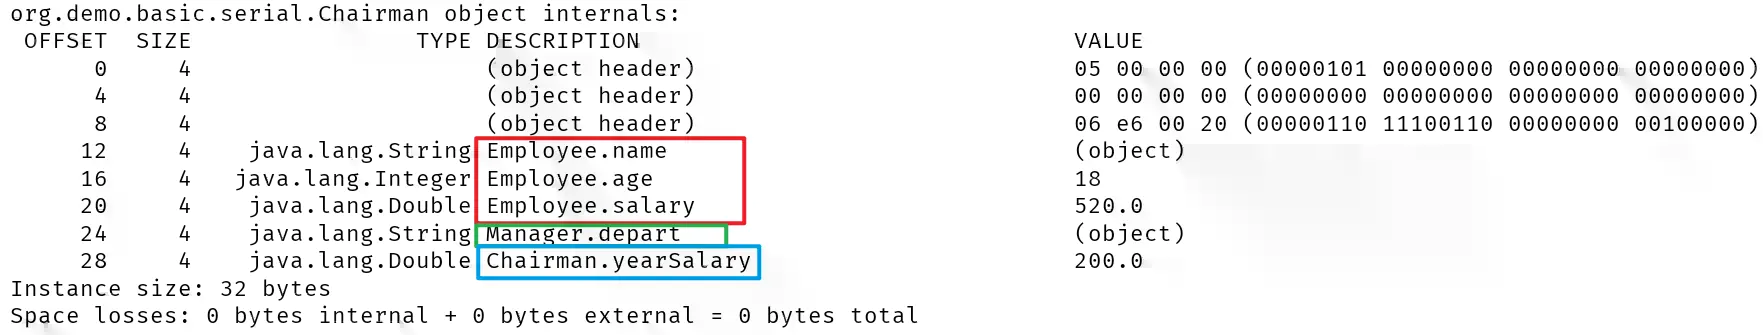 org.demo.basic.serial.Chairman object internals:
OFFSET SIZE TYPE DESCRIPTION VALUE
0 4 (object header) 05 00 00 00 (00000101 00000000 00000000 00000000)
4 4 (object header) 00 00 00 00 (00000000 00000000 00000000 00000000)
8 4 (object header) 06 e6 00 20 (00000110 11100110 00000000 00100000)
12 4 java.lang.String Employee.name (object)
16 4 java.lang.Integer Employee.age 18
20 4 java.lang.Double Employee.salary 520.0
24 4 java.lang.String Manager.depart (object)
28 4 java.lang.Double Chairman.yearSalary 200.0
Instance size: 32 bytes
Space losses: 0 bytes internal + 0 bytes external = 0 bytes total